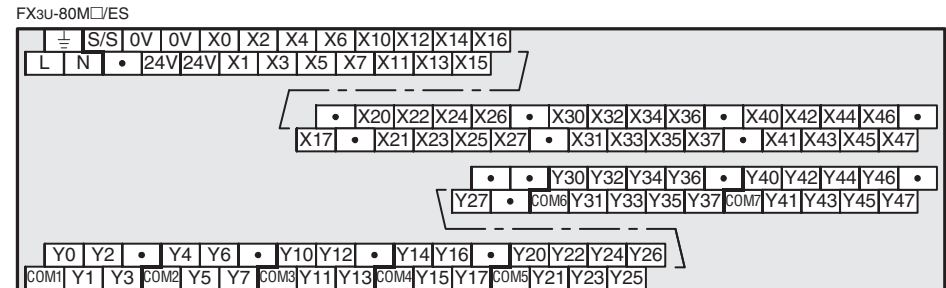 FX3U-80M□/ES
⏚ S/S 0V 0V X0 X2 X4 X6 X10 X12 X14 X16
L N • 24V 24V X1 X3 X5 X7 X11 X13 X15
• X20 X22 X24 X26 • X30 X32 X34 X36 • X40 X42 X44 X46 •
X17 • X21 X23 X25 X27 • X31 X33 X35 X37 • X41 X43 X45 X47
• • Y30 Y32 Y34 Y36 • Y40 Y42 Y44 Y46 •
Y27 • COM6 Y31 Y33 Y35 Y37 COM7 Y41 Y43 Y45 Y47
Y0 Y2 • Y4 Y6 • Y10 Y12 • Y14 Y16 • Y20 Y22 Y24 Y26
COM1 Y1 Y3 COM2 Y5 Y7 COM3 Y11 Y13 COM4 Y15 Y17 COM5 Y21 Y23 Y25